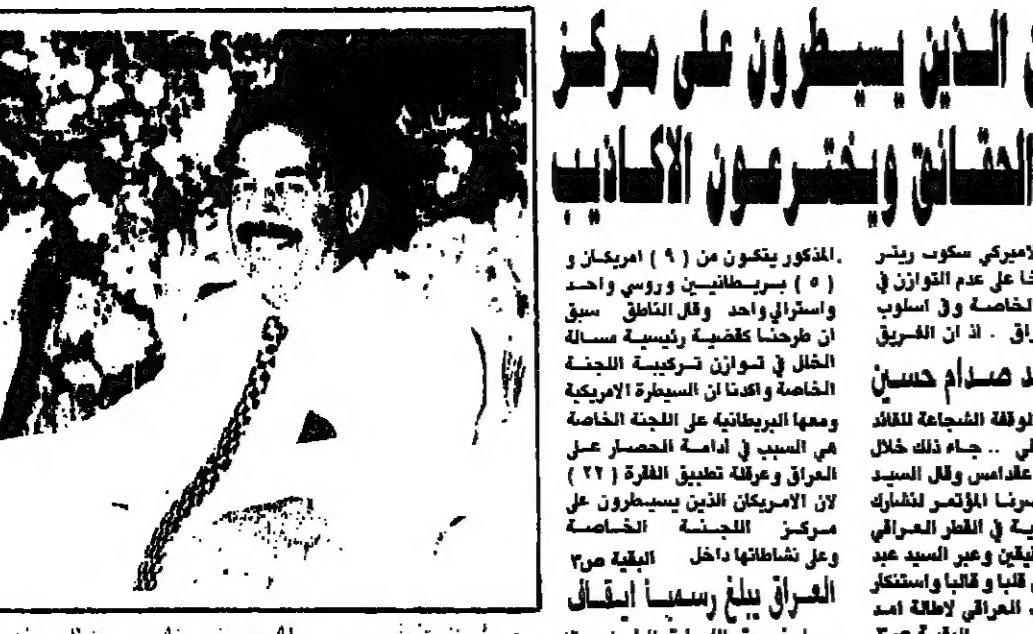 الذين يسيطرون على مركز
الحقائق ويخترعون الاكاذيب
الاميركي سكوت ريتر
على عدم التوازن في
الخاصة وفي اسلوب
. اذ ان الفريق
صدام حسين
الوقفة الشجاعة للقائد
.. جاء ذلك خلال
عقد امس وقال السيد
المؤتمر لنشارك
في القطر العراقي
وعبر السيد عبد
قلبا و قالبا واستنكار
العراقي لاطالة امد
المذكور يتكون من ( ٩ ) امريكان و
( ٥ ) بريطانيين وروسي واحد
واسترالي واحد وقال الناطق سبق
ان طرحنا كقضية رئيسية مسالة
الخلل في توازن تركيبة اللجنة
الخاصة واكدنا ان السيطرة الامريكية
ومعها البريطانية على اللجنة الخاصة
هي السبب في ادامة الحصار على
العراق وعرقلة تطبيق الفقرة ( ٢٢ )
لان الامريكان الذين يسيطرون على
مركز اللجنة الخاصة
وعلى نشاطاتها داخل البقية ص٣
العراق يبلغ رسمياً ايقاف